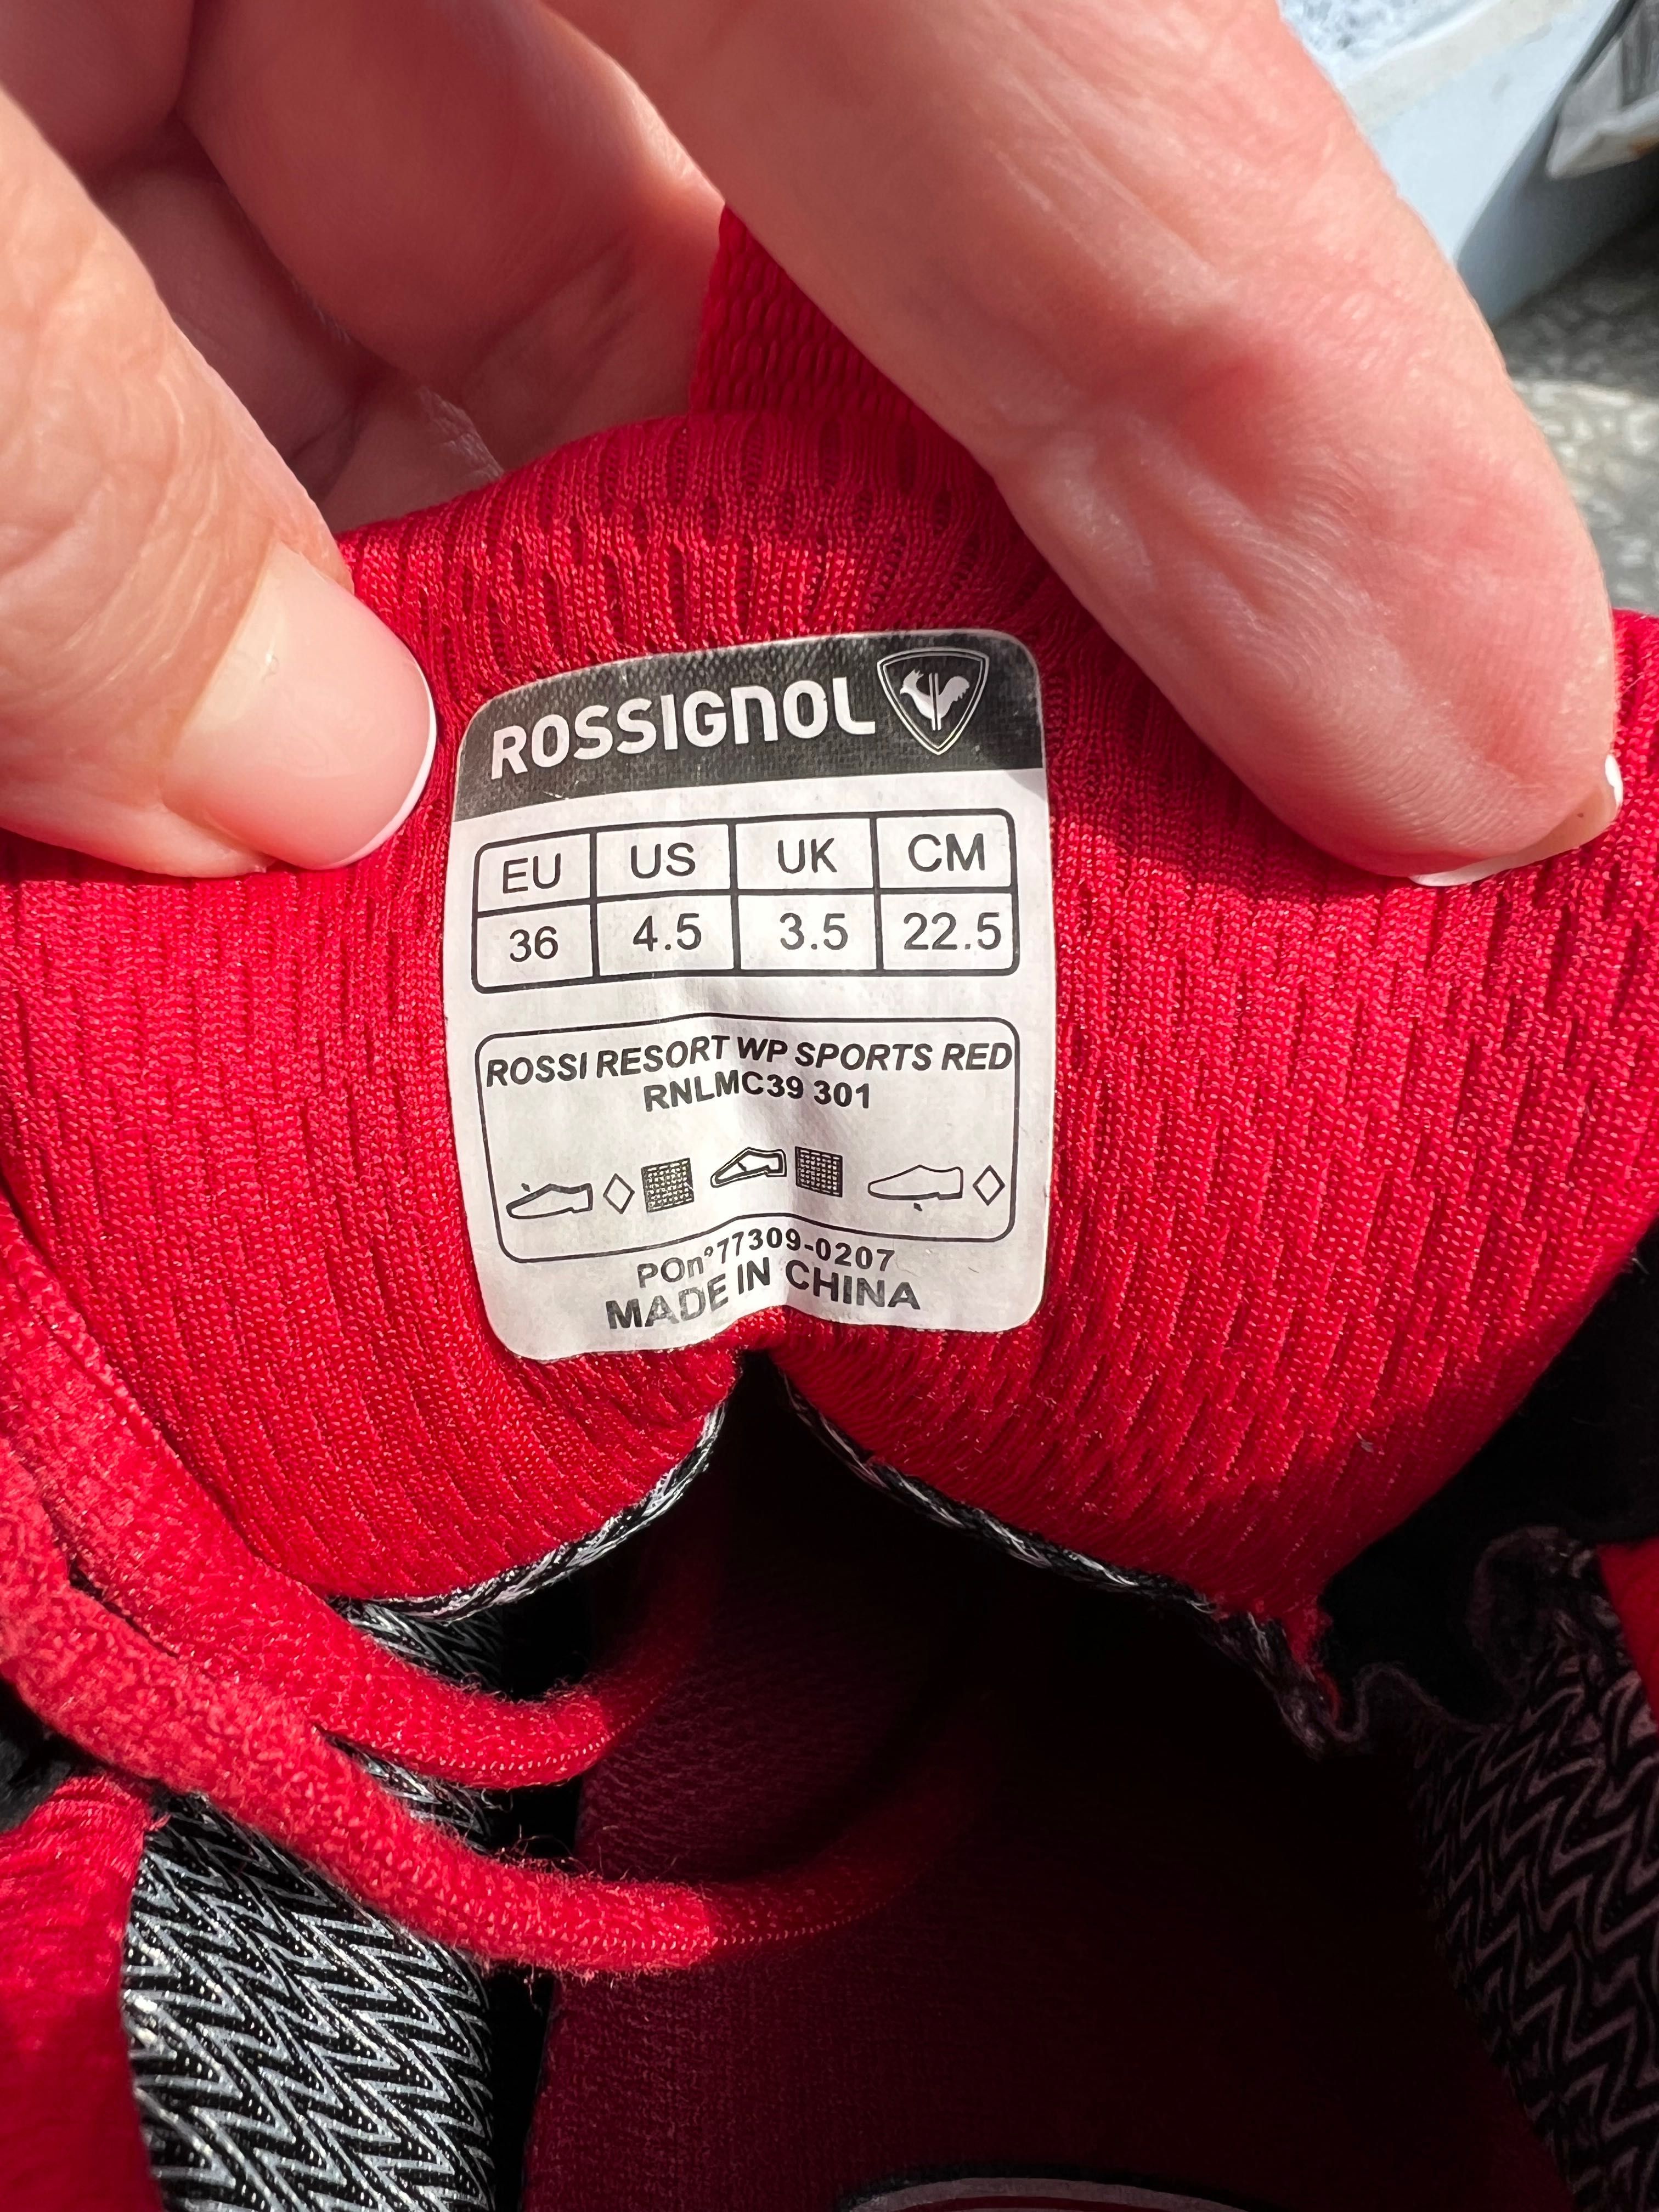 ROSSIGNOL
EU US UK CM
36 4.5 3.5 22.5
ROSSI RESORT WP SPORTS RED
RNLMC39 301
POn°77309-0207
MADE IN CHINA